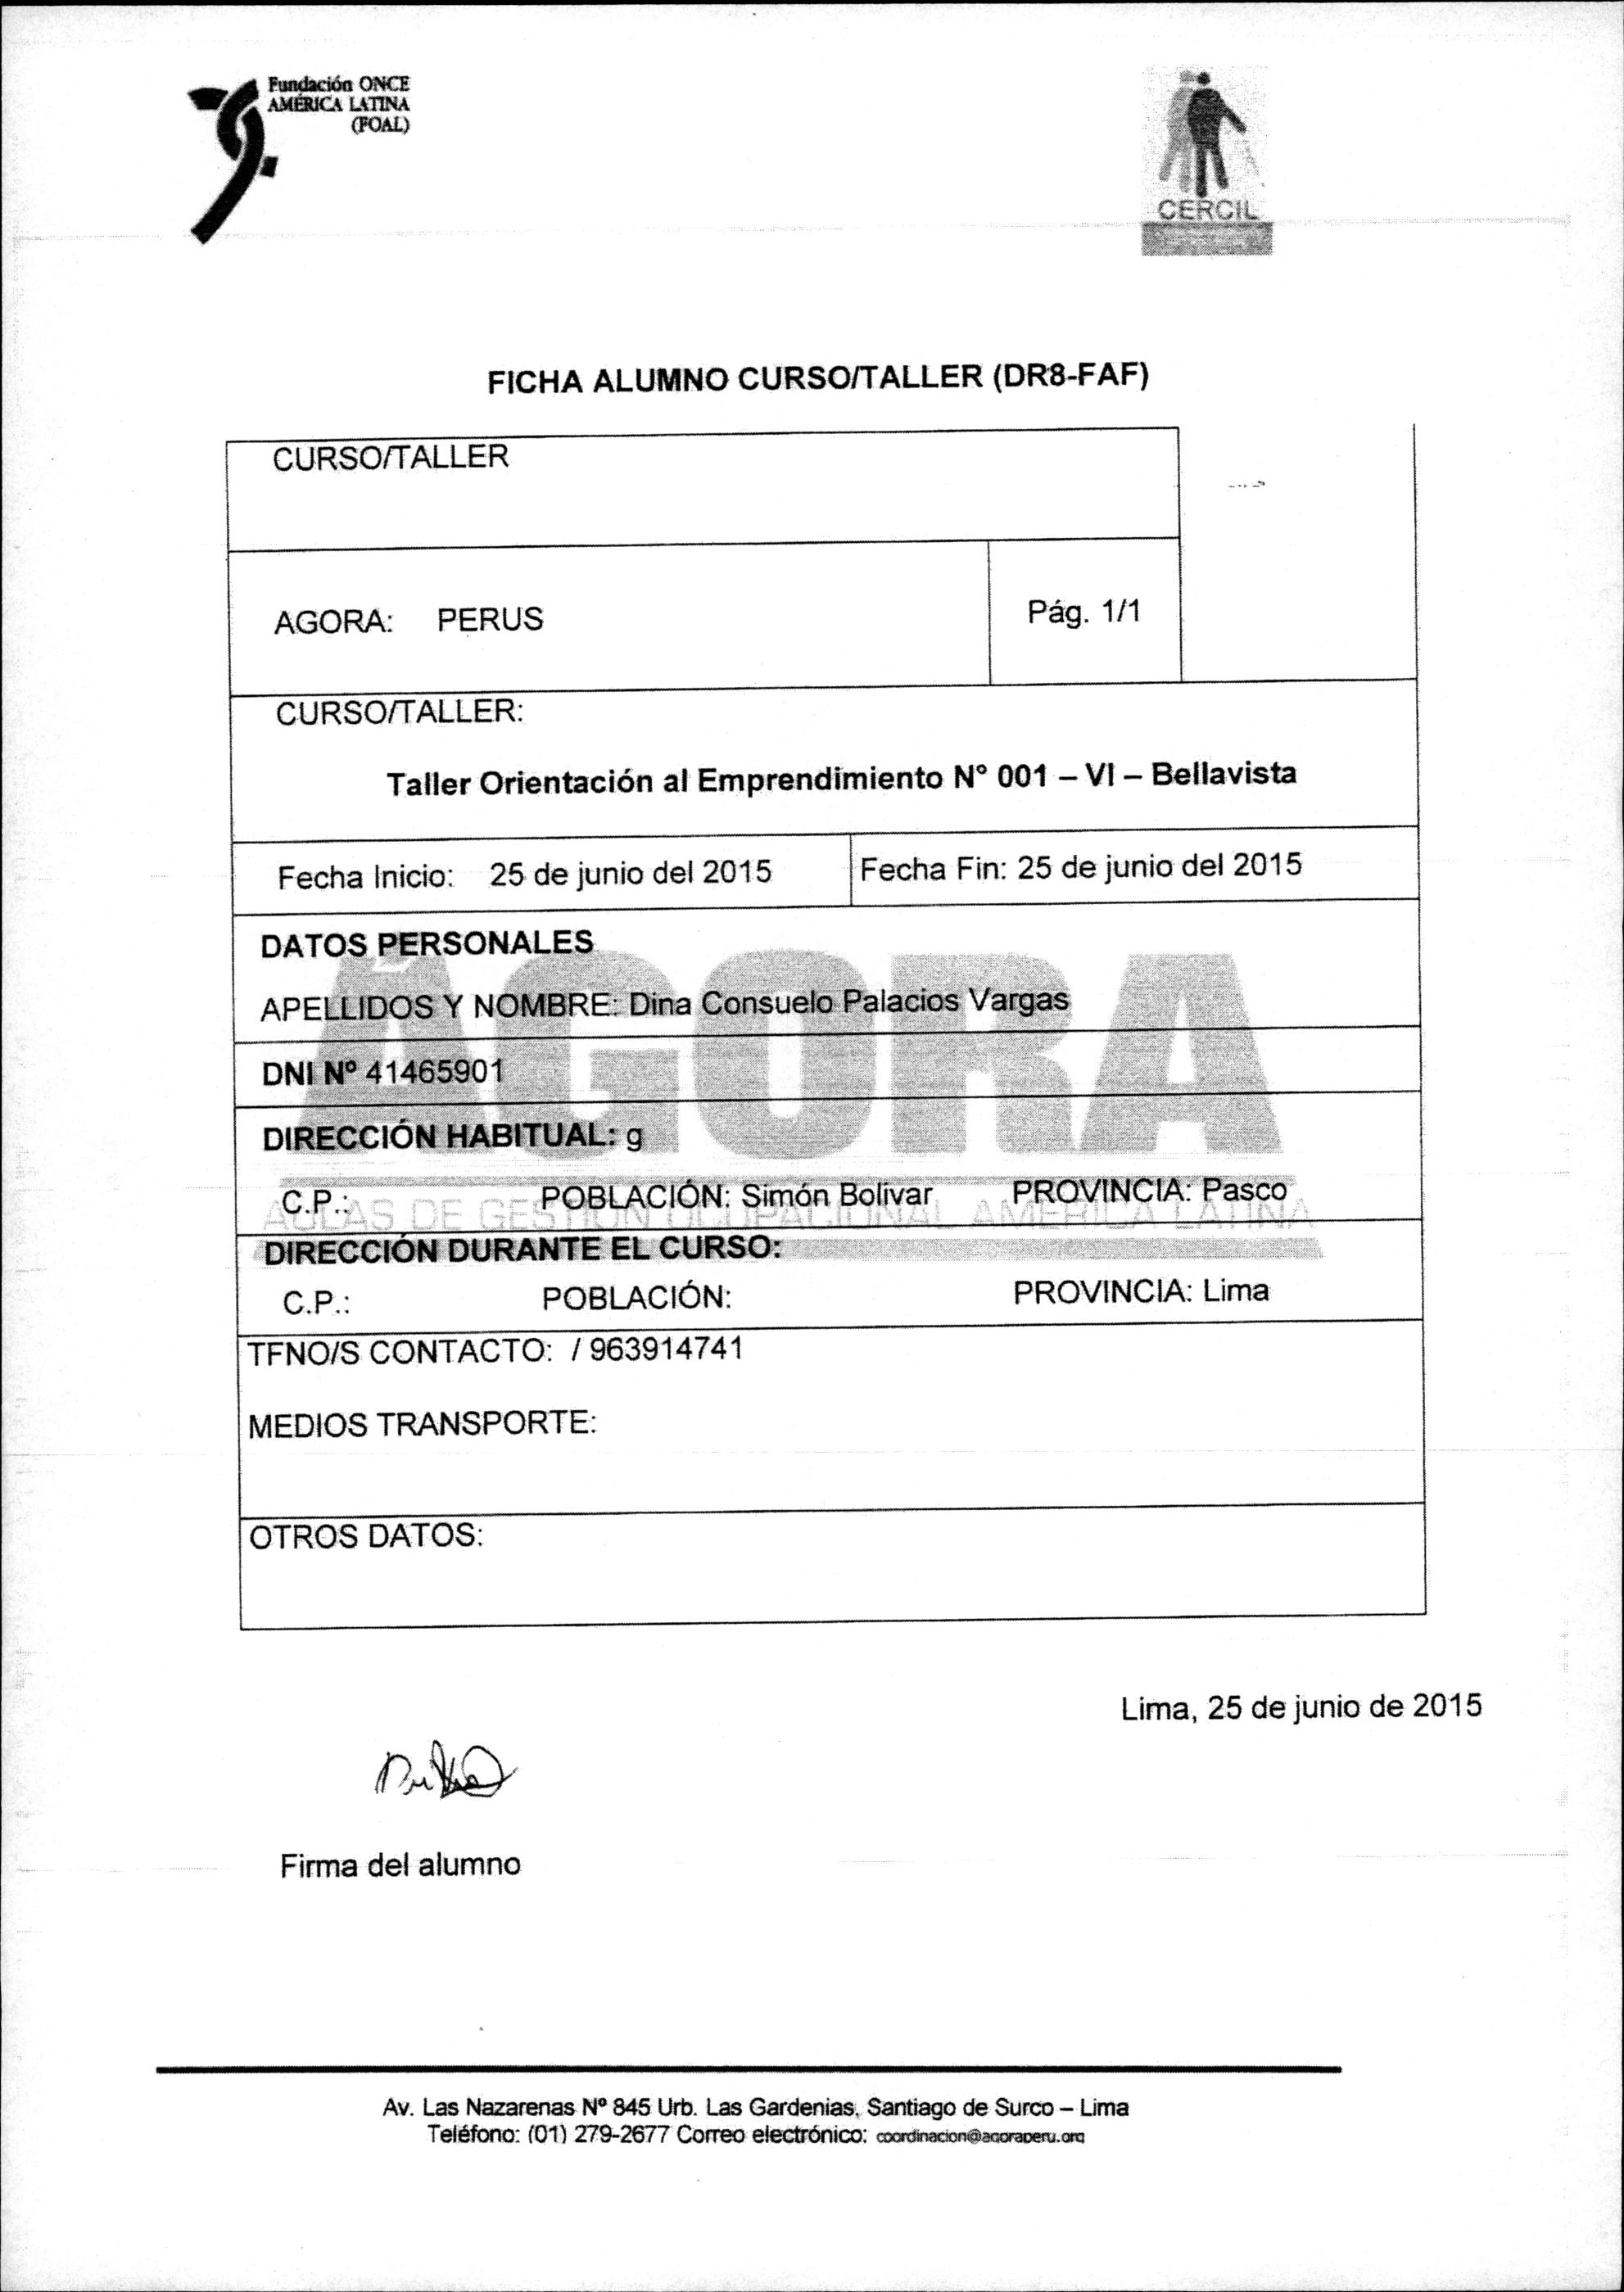 Fundación ONCE
AMÉRICA LATINA
(FOAL)
CERCIL
FICHA ALUMNO CURSO/TALLER (DR8-FAF)
CURSO/TALLER
AGORA: PERUS
Pág. 1/1
CURSO/TALLER:
Taller Orientación al Emprendimiento Nº 001 – VI – Bellavista
Fecha Inicio: 25 de junio del 2015
Fecha Fin: 25 de junio del 2015
DATOS PERSONALES
APELLIDOS Y NOMBRE: Dina Consuelo Palacios Vargas
DNI Nº 41465901
ÁGORA
DIRECCIÓN HABITUAL: g
C.P.: POBLACIÓN: Simón Bolivar PROVINCIA: Pasco
AULAS DE GESTIÓN OCUPACIONAL AMÉRICA LATINA
DIRECCIÓN DURANTE EL CURSO:
C.P.: POBLACIÓN: PROVINCIA: Lima
TFNO/S CONTACTO: / 963914741
MEDIOS TRANSPORTE:
OTROS DATOS:
Lima, 25 de junio de 2015
Firma del alumno
Av. Las Nazarenas Nº 845 Urb. Las Gardenias, Santiago de Surco – Lima
Teléfono: (01) 279-2677 Correo electrónico: coordinacion@agoraperu.org